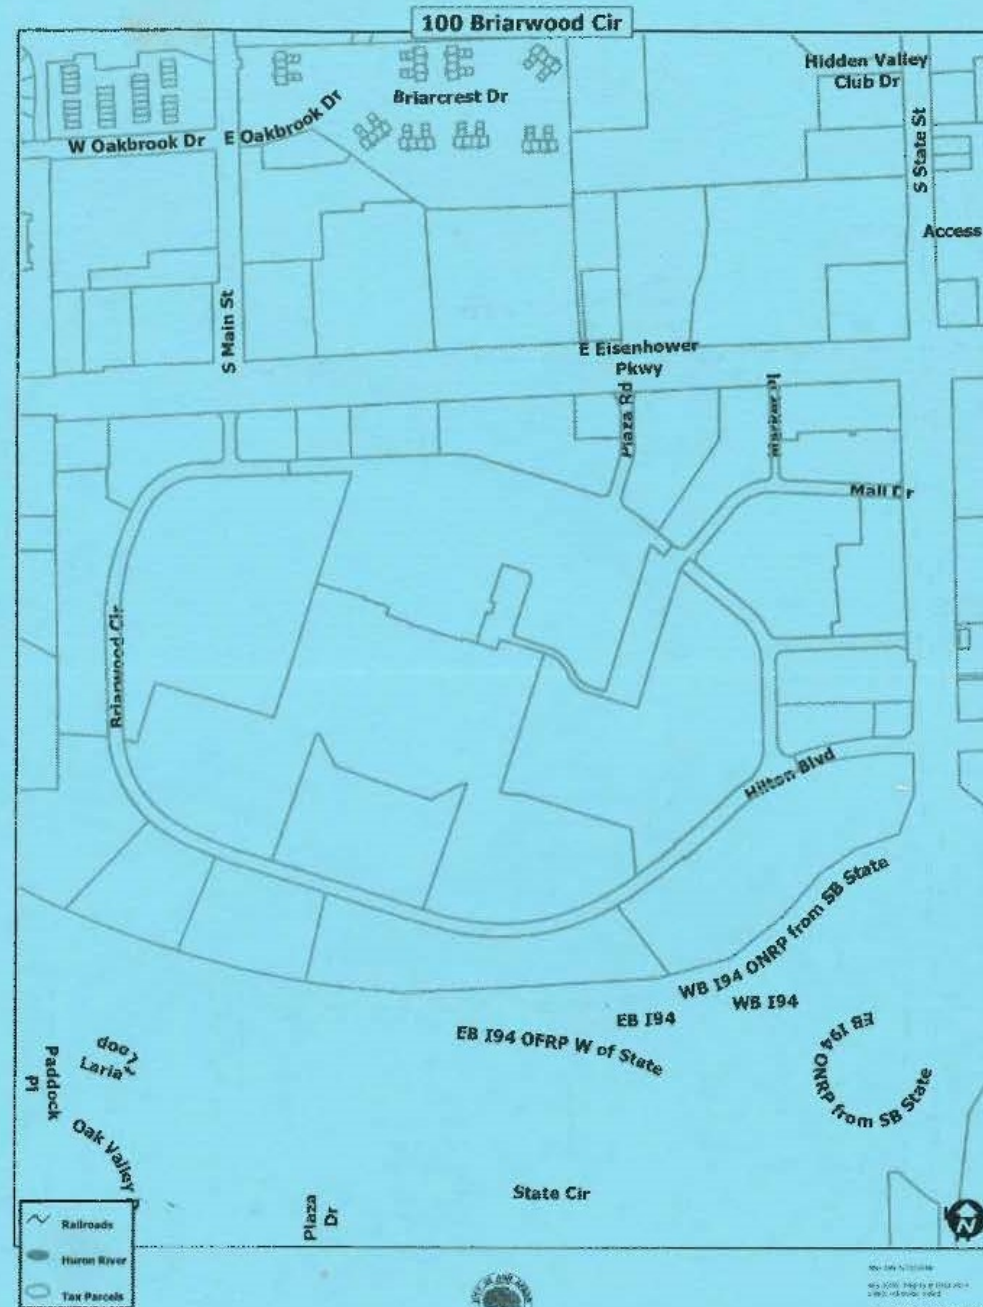 100 Briarwood Cir
Hidden Valley
Club Dr
Briarcrest Dr
E Oakbrook Dr
W Oakbrook Dr
S State St
Access
S Main St
E Eisenhower
Pkwy
Plaza Rd
Market Pl
Mall Dr
Briarwood Cir
Hilton Blvd
WB I94 ONRP from SB State
WB I94
EB I94
EB I94 OFRP W of State
EB I94 ONRP from SB State
Loop
Laria
Paddock
Pl
Oak Valley D
Plaza
Dr
State Cir
N
Railroads
Huron River
Tax Parcels